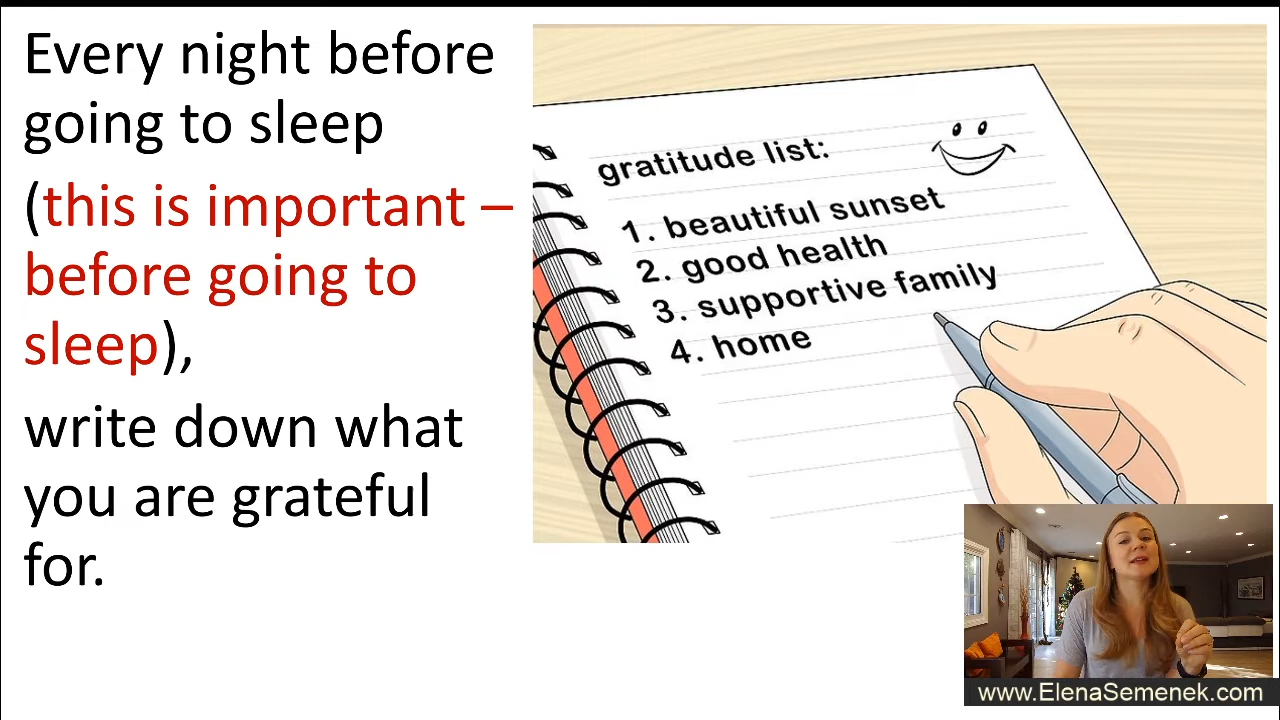 Every night before
going to sleep
(this is important –
before going to
sleep),
write down what
you are grateful
for.
gratitude list:
1. beautiful sunset
2. good health
3. supportive family
4. home
www.ElenaSemenek.com